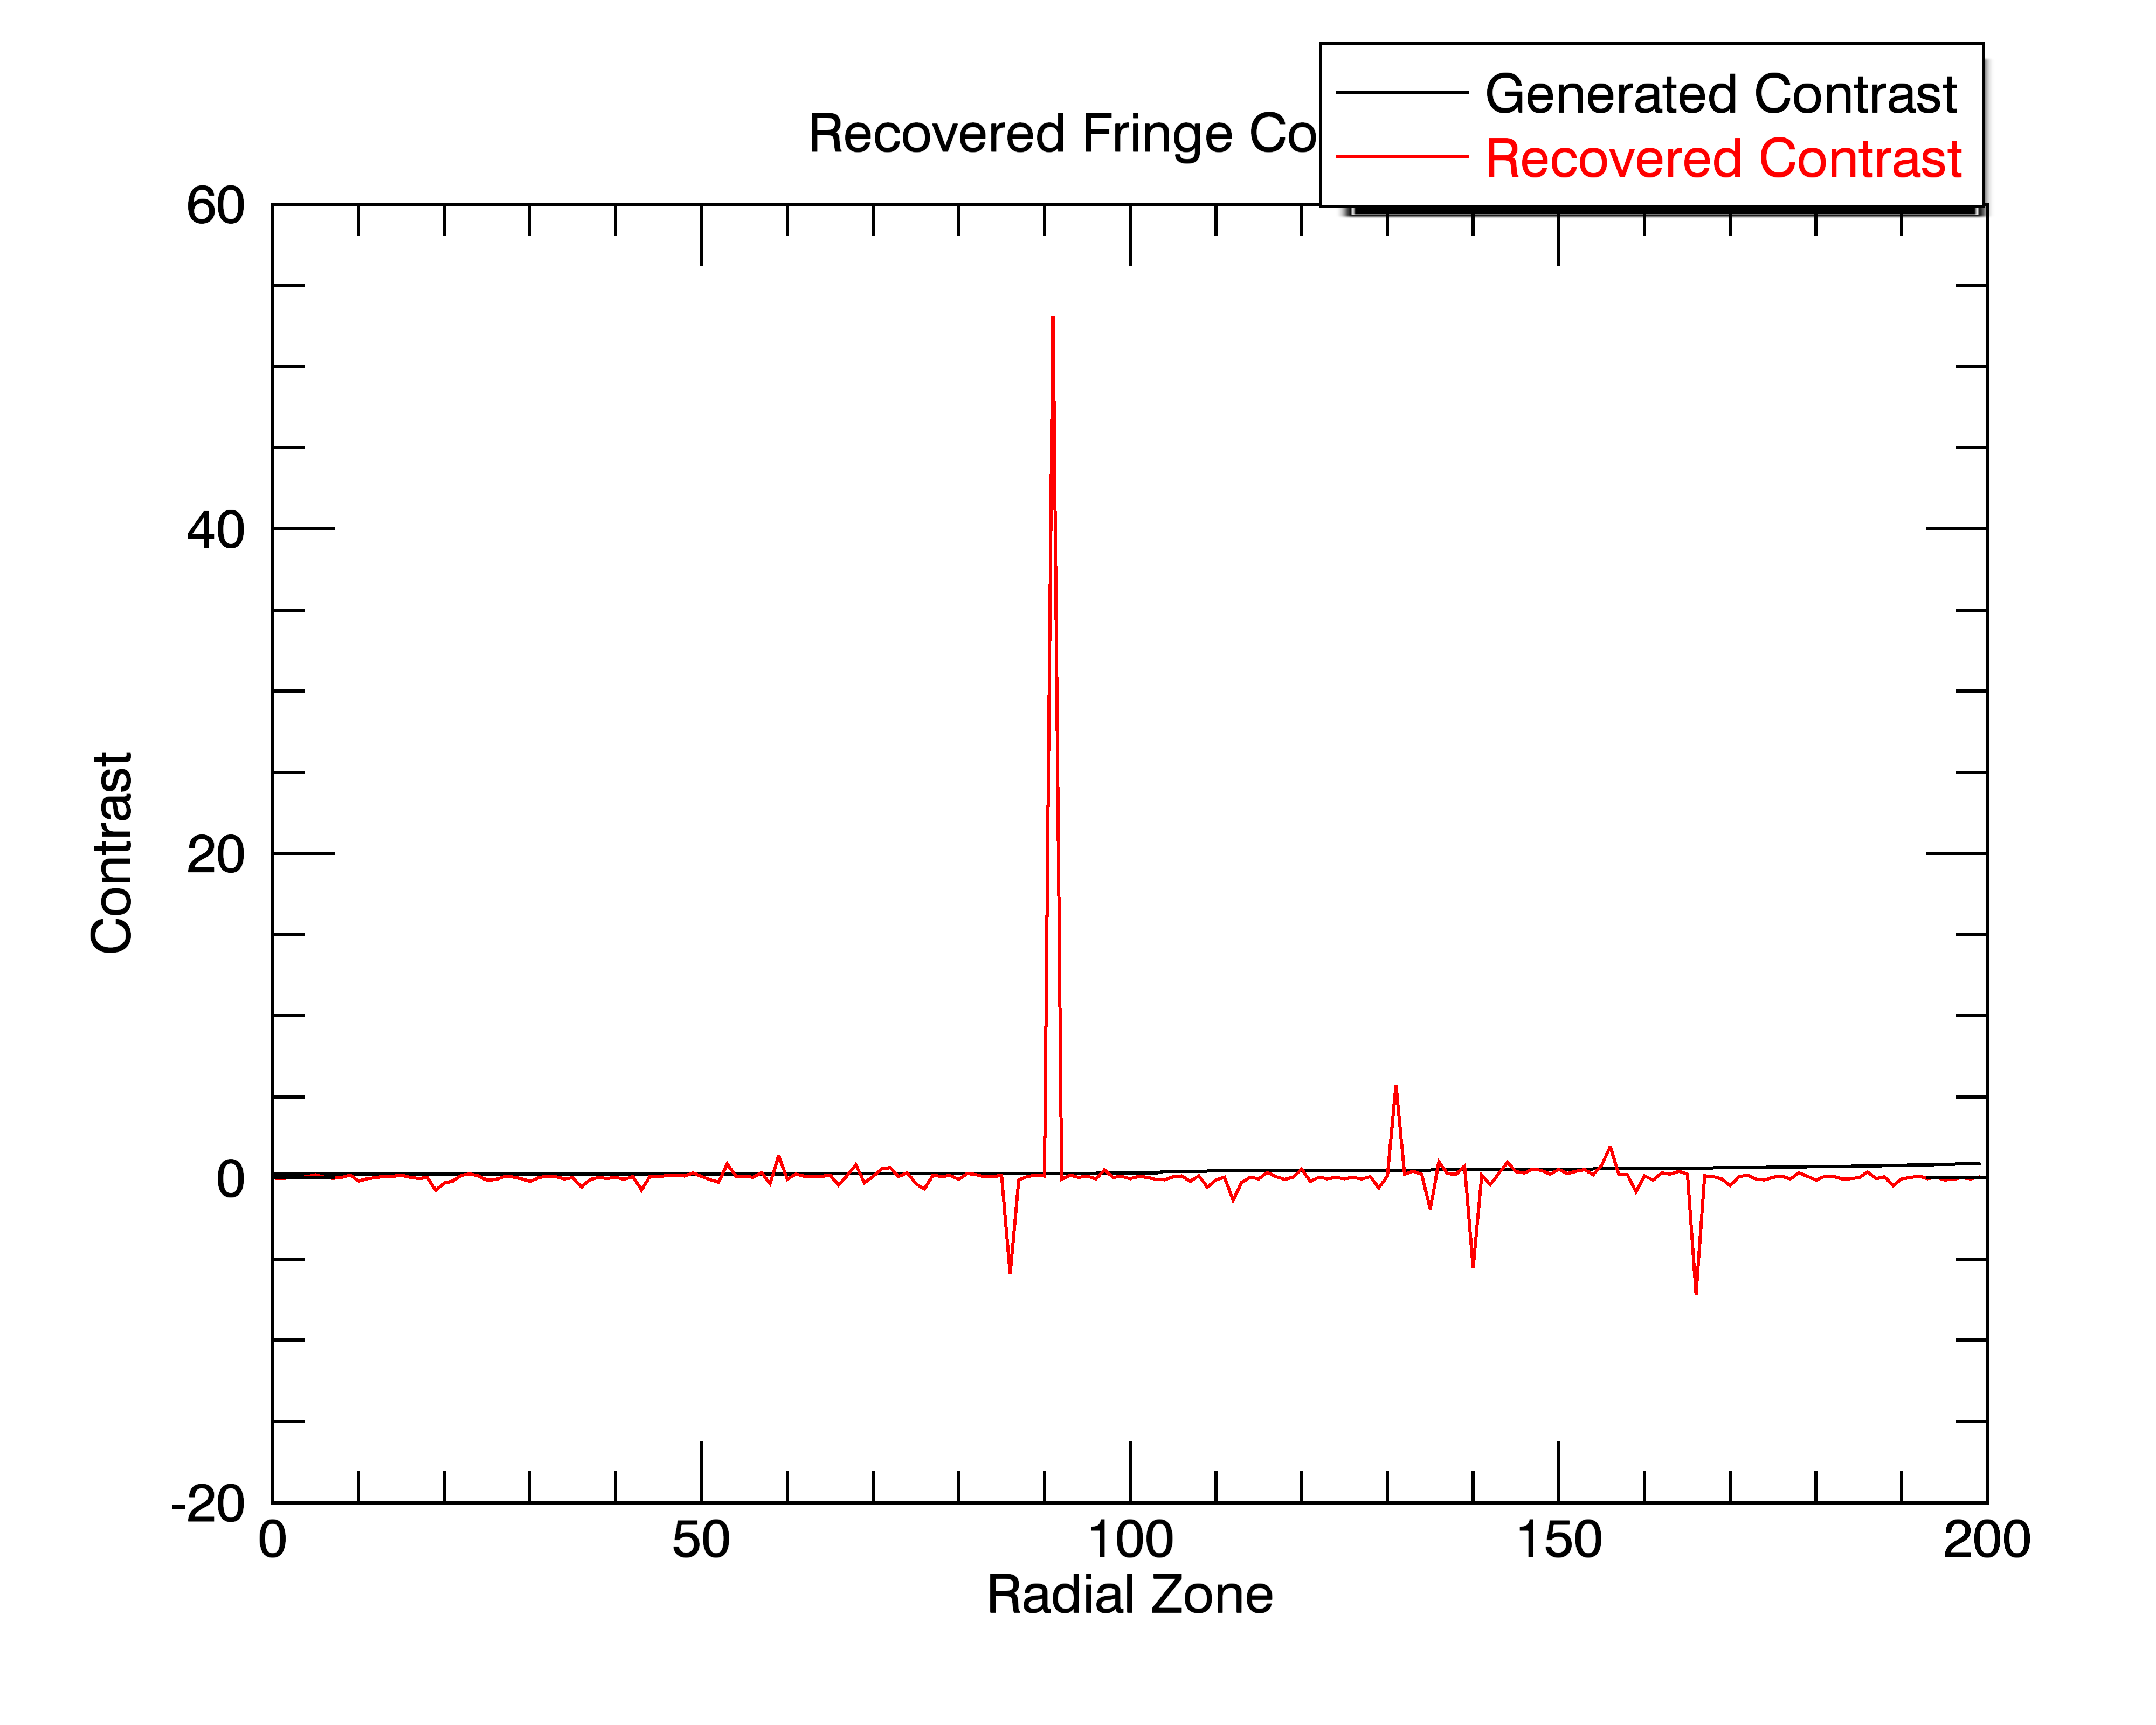 Generated Contrast
Recovered Contrast
Recovered Fringe Co
60
40
20
0
-20
Contrast
0 50 100 150 200
Radial Zone